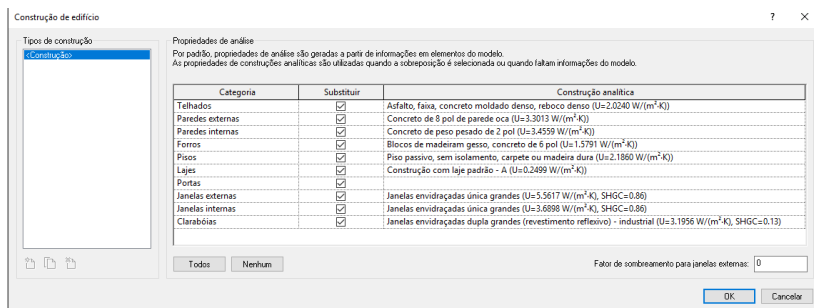 Construção de edifício ? ×
Tipos de construção
<Construção>
Propriedades de análise
Por padrão, propriedades de análise são geradas a partir de informações em elementos do modelo.
As propriedades de construções analíticas são utilizadas quando a sobreposição é selecionada ou quando faltam informações do modelo.
Categoria Substituir Construção analítica
Telhados Asfalto, faixa, concreto moldado denso, reboco denso (U=2.0240 W/(m²·K))
Paredes externas Concreto de 8 pol de parede oca (U=3.3013 W/(m²·K))
Paredes internas Concreto de peso pesado de 2 pol (U=3.4559 W/(m²·K))
Forros Blocos de madeiram gesso, concreto de 6 pol (U=1.5791 W/(m²·K))
Pisos Piso passivo, sem isolamento, carpete ou madeira dura (U=2.1860 W/(m²·K))
Lajes Construção com laje padrão - A (U=0.2499 W/(m²·K))
Portas
Janelas externas Janelas envidraçadas única grandes (U=5.5617 W/(m²·K), SHGC=0.86)
Janelas internas Janelas envidraçadas única grandes (U=3.6898 W/(m²·K), SHGC=0.86)
Clarabóias Janelas envidraçadas dupla grandes (revestimento reflexivo) - industrial (U=3.1956 W/(m²·K), SHGC=0.13)
Todos Nenhum Fator de sombreamento para janelas externas: 0
OK Cancelar